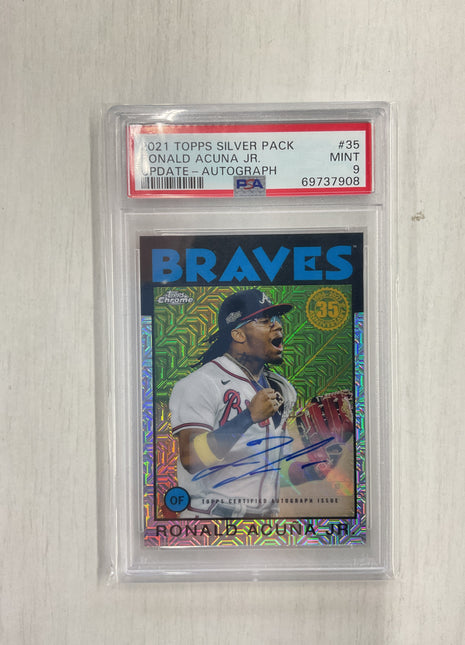 2021 TOPPS SILVER PACK #35
RONALD ACUNA JR. MINT
UPDATE - AUTOGRAPH 9
PSA 69737908
BRAVES
Topps Chrome
35
OF
TOPPS CERTIFIED AUTOGRAPH ISSUE
RONALD ACUNA JR.